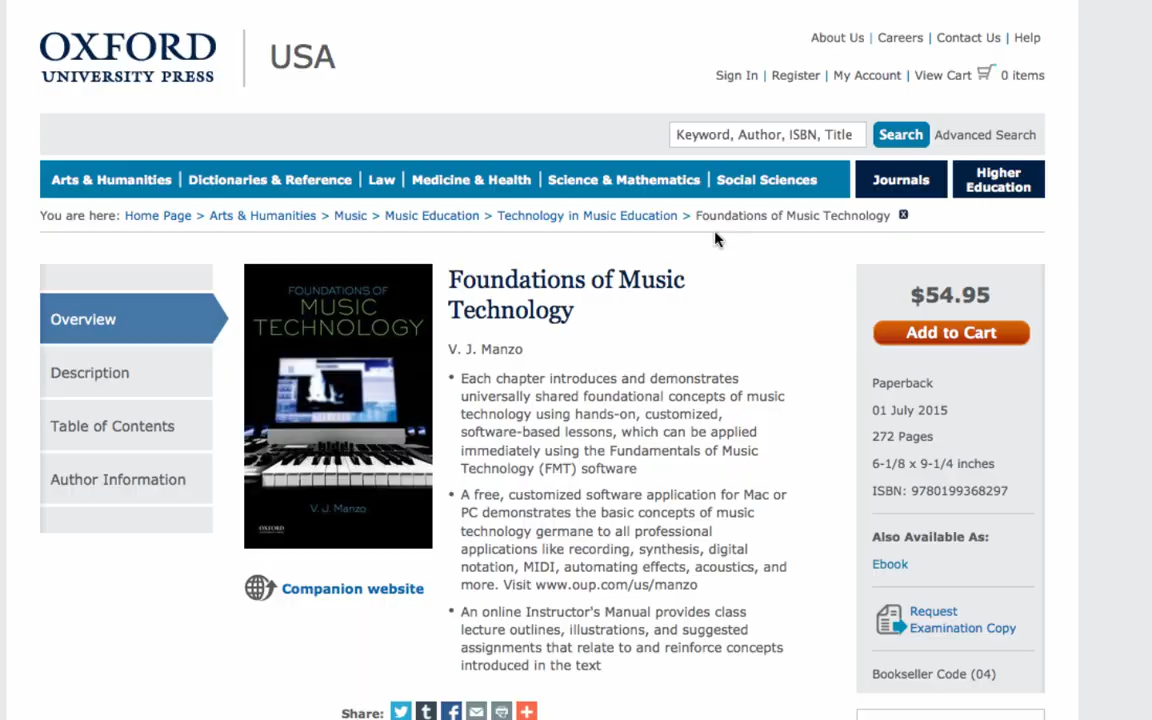 OXFORD
UNIVERSITY PRESS
USA
About Us | Careers | Contact Us | Help
Sign In | Register | My Account | View Cart 0 items
Keyword, Author, ISBN, Title
Search
Advanced Search
Arts & Humanities | Dictionaries & Reference | Law | Medicine & Health | Science & Mathematics | Social Sciences
Journals
Higher
Education
You are here: Home Page > Arts & Humanities > Music > Music Education > Technology in Music Education > Foundations of Music Technology
Overview
Description
Table of Contents
Author Information
FOUNDATIONS OF
MUSIC
TECHNOLOGY
V. J. Manzo
OXFORD
Companion website
Foundations of Music
Technology
V. J. Manzo
• Each chapter introduces and demonstrates
universally shared foundational concepts of music
technology using hands-on, customized,
software-based lessons, which can be applied
immediately using the Fundamentals of Music
Technology (FMT) software
• A free, customized software application for Mac or
PC demonstrates the basic concepts of music
technology germane to all professional
applications like recording, synthesis, digital
notation, MIDI, automating effects, acoustics, and
more. Visit www.oup.com/us/manzo
• An online Instructor's Manual provides class
lecture outlines, illustrations, and suggested
assignments that relate to and reinforce concepts
introduced in the text
Share:
$54.95
Add to Cart
Paperback
01 July 2015
272 Pages
6-1/8 x 9-1/4 inches
ISBN: 9780199368297
Also Available As:
Ebook
Request
Examination Copy
Bookseller Code (04)